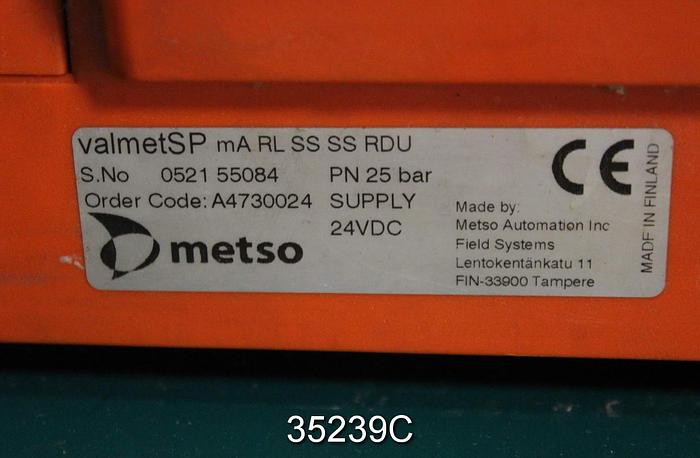 valmetSP mA RL SS SS RDU
S.No 0521 55084 PN 25 bar
Order Code: A4730024 SUPPLY
24VDC
metso
Made by:
Metso Automation Inc
Field Systems
Lentokentänkatu 11
FIN-33900 Tampere
CE
MADE IN FINLAND
35239C